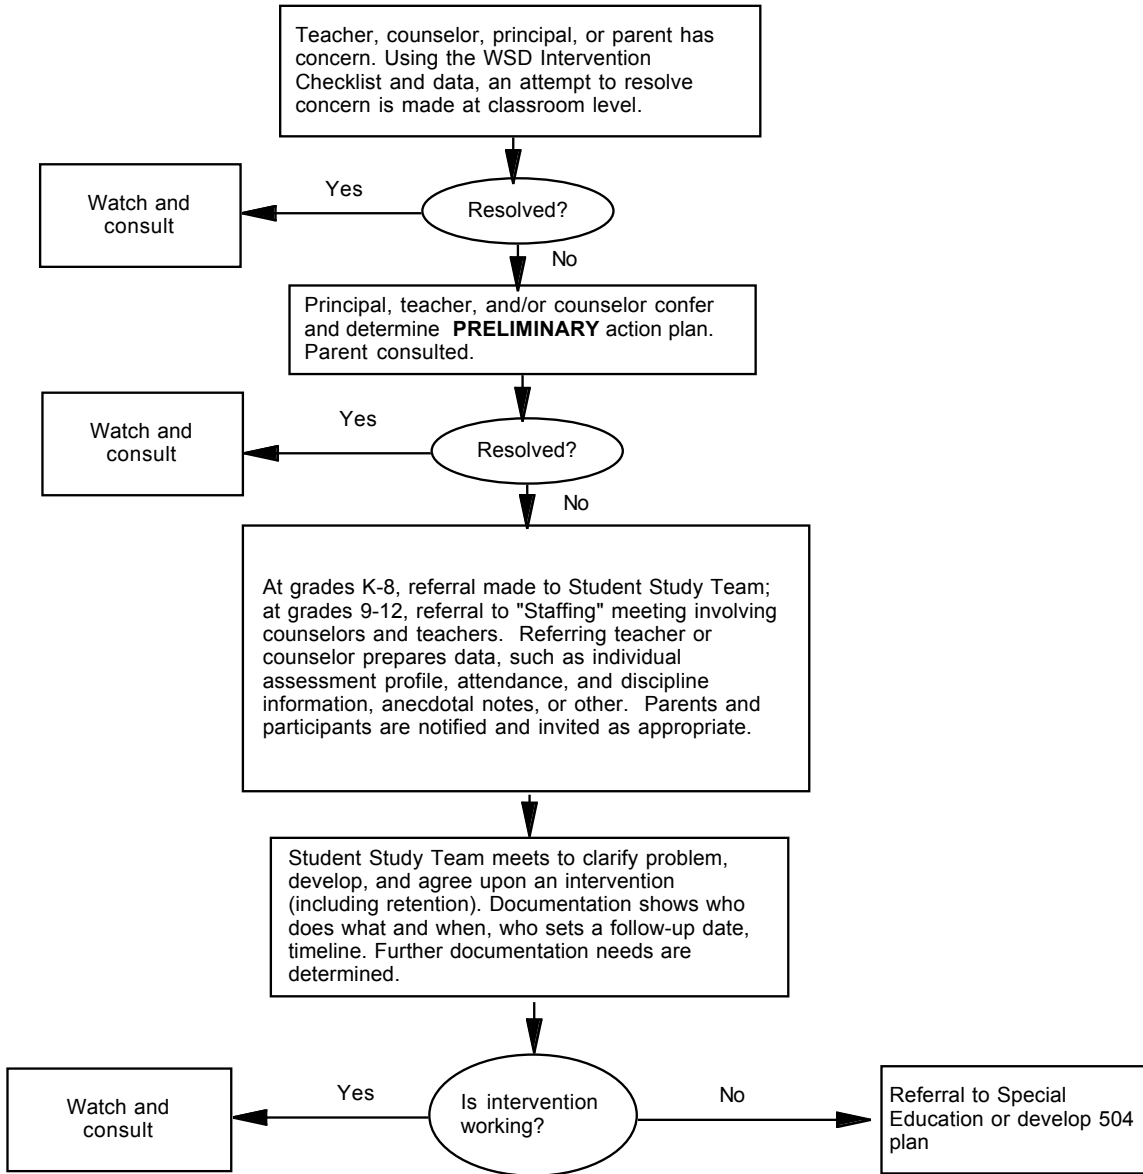 Teacher, counselor, principal, or parent has
concern. Using the WSD Intervention
Checklist and data, an attempt to resolve
concern is made at classroom level.
Yes
Watch and
consult
Resolved?
No
Principal, teacher, and/or counselor confer
and determine PRELIMINARY action plan.
Parent consulted.
Yes
Watch and
consult
Resolved?
No
At grades K-8, referral made to Student Study Team;
at grades 9-12, referral to "Staffing" meeting involving
counselors and teachers. Referring teacher or
counselor prepares data, such as individual
assessment profile, attendance, and discipline
information, anecdotal notes, or other. Parents and
participants are notified and invited as appropriate.
Student Study Team meets to clarify problem,
develop, and agree upon an intervention
(including retention). Documentation shows who
does what and when, who sets a follow-up date,
timeline. Further documentation needs are
determined.
Watch and
consult
Yes
Is intervention
working?
No
Referral to Special
Education or develop 504
plan